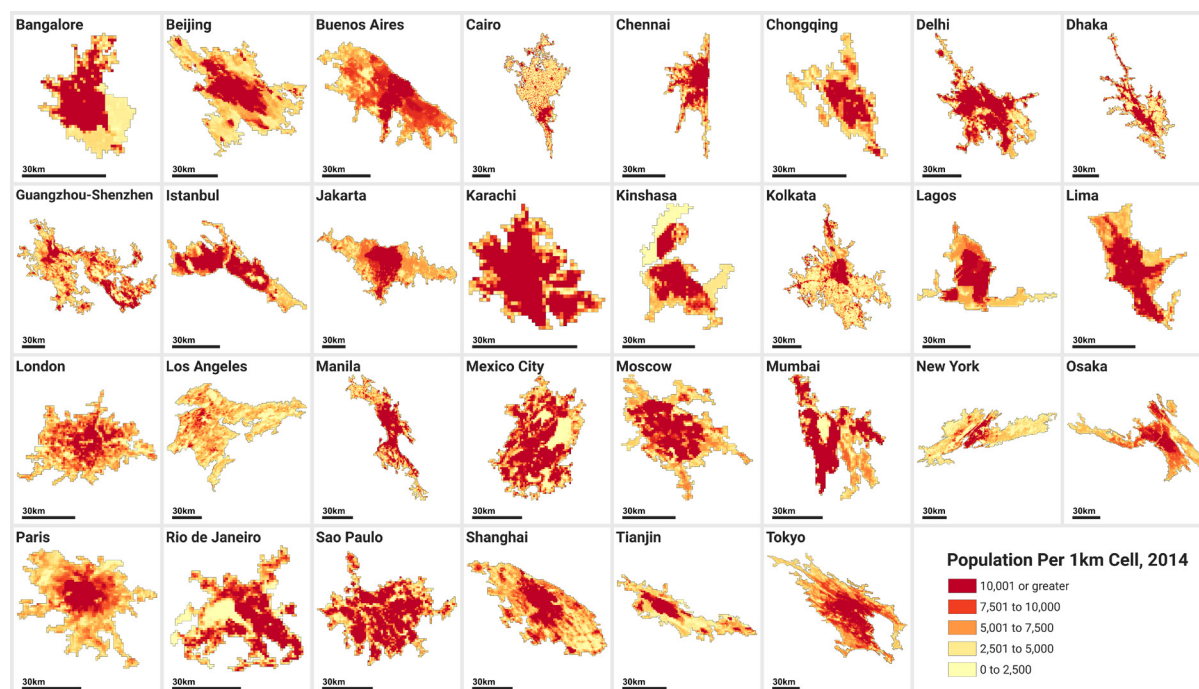 Bangalore
Beijing
Buenos Aires
Cairo
Chennai
Chongqing
Delhi
Dhaka
30km
30km
30km
30km
30km
30km
30km
30km
Guangzhou-Shenzhen
Istanbul
Jakarta
Karachi
Kinshasa
Kolkata
Lagos
Lima
30km
30km
30km
30km
30km
30km
30km
30km
London
Los Angeles
Manila
Mexico City
Moscow
Mumbai
New York
Osaka
30km
30km
30km
30km
30km
30km
30km
30km
Paris
Rio de Janeiro
Sao Paulo
Shanghai
Tianjin
Tokyo
30km
30km
30km
30km
30km
30km
Population Per 1km Cell, 2014
10,001 or greater
7,501 to 10,000
5,001 to 7,500
2,501 to 5,000
0 to 2,500